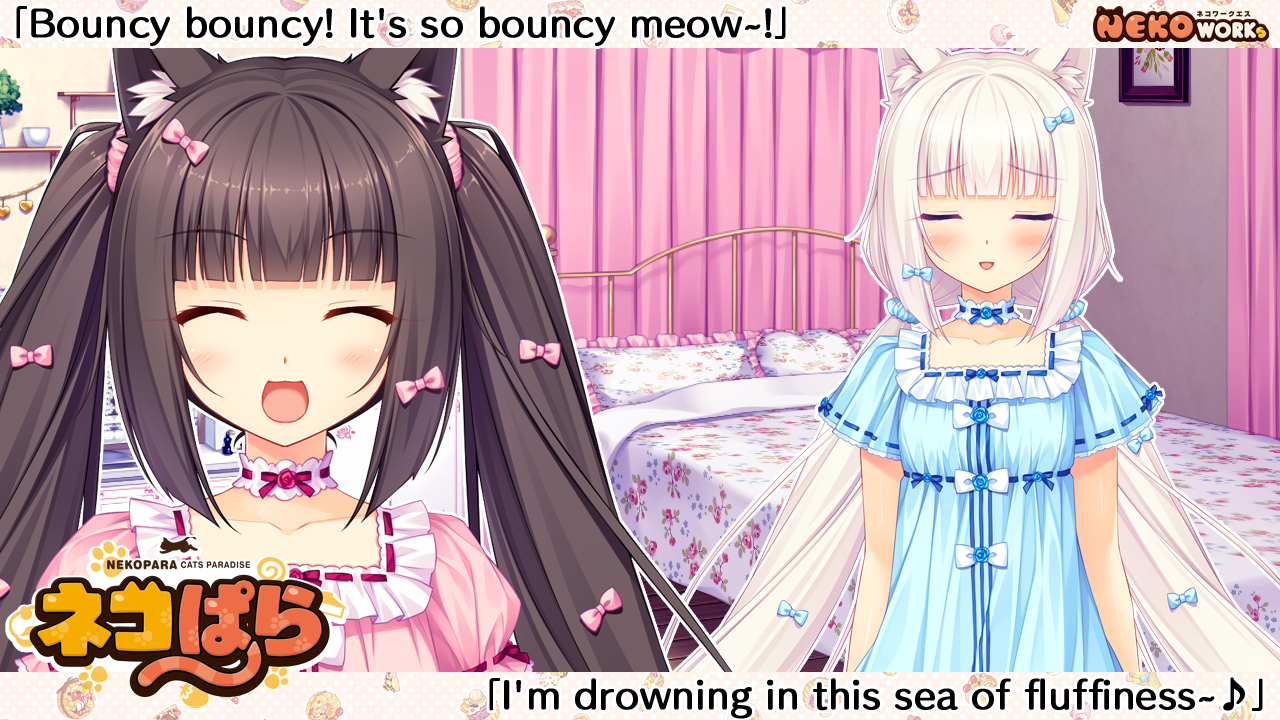 「Bouncy bouncy! It's so bouncy meow~!」
ネコワークエス
NEKO WORKs
NEKOPARA CATS PARADISE
ネコぱら
「I'm drowning in this sea of fluffiness~♪」